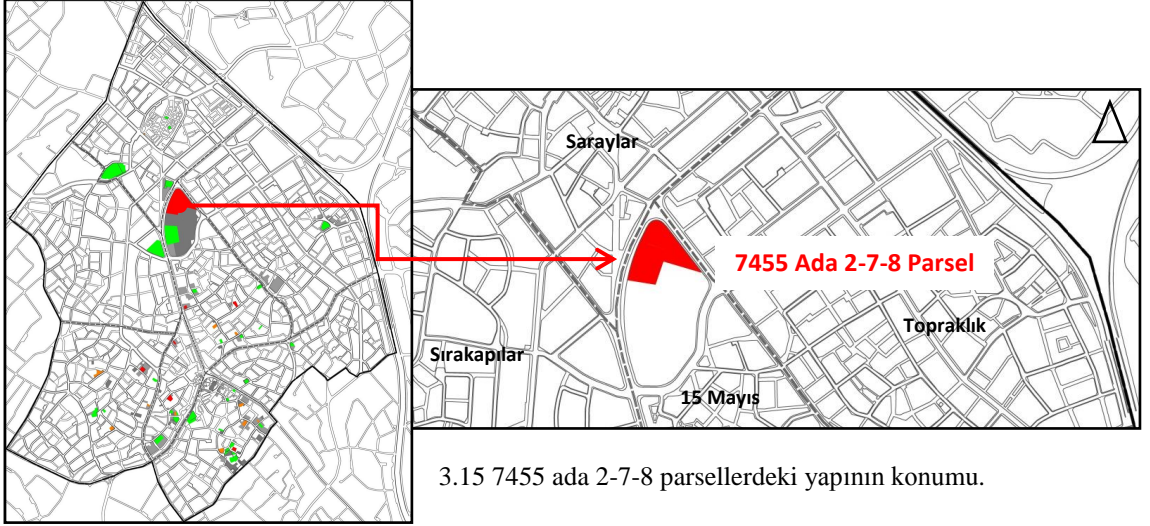 Saraylar
7455 Ada 2-7-8 Parsel
Topraklık
Sırakapılar
15 Mayıs
3.15 7455 ada 2-7-8 parsellerdeki yapının konumu.